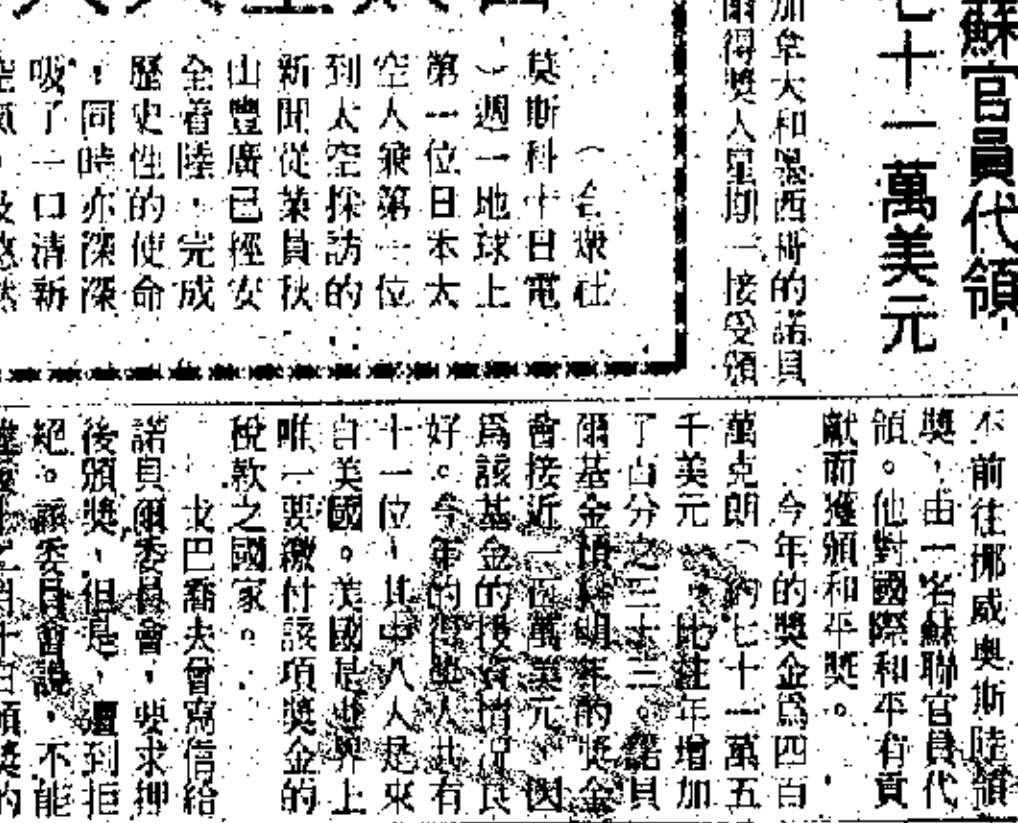 蘇官員代領
七十一萬美元
加拿大和墨西哥的諾貝
爾得獎人星期一接受頒
不前往挪威奧斯陸領
獎，由一名蘇聯官員代
領。他對國際和平有貢
獻而獲頒和平獎。
今年的獎金爲四百
萬克朗（約七十一萬五
千美元），比往年增加
了百分之三十三。諾貝
爾基金預料明年的獎金
會接近一百萬美元，因
爲該基金的投資情況良
好。今年的得獎人共有
十一位，其中八人是來
自美國。美國是世界上
唯一要繳付該項獎金的
稅款之國家。
戈巴喬夫曾寫信給
諾貝爾委員會，要求押
後頒獎，但是，遭到拒
絕。該委員會說，不能
月十日頒獎的
（合衆社
莫斯科十日電
）週一地球上
第一位日本太
空人兼第一位
到太空採訪的
新聞從業員秋
山豐廣已經安
全着陸，完成
歷史性的使命
，同時亦深深
吸了一口清新